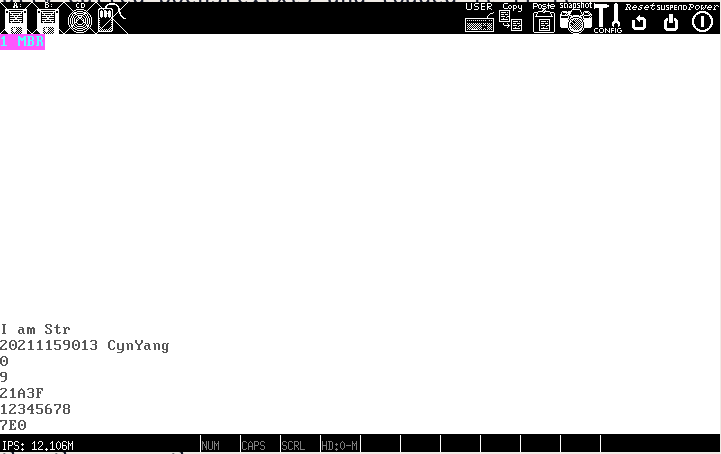 A: B: CD USER Copy Paste snapshot CONFIG Reset SUSPEND Power
1 MBR
I am Str
20211159013 CynYang
0
9
21A3F
12345678
7E0
IPS: 12.106M NUM CAPS SCRL HD:0-M